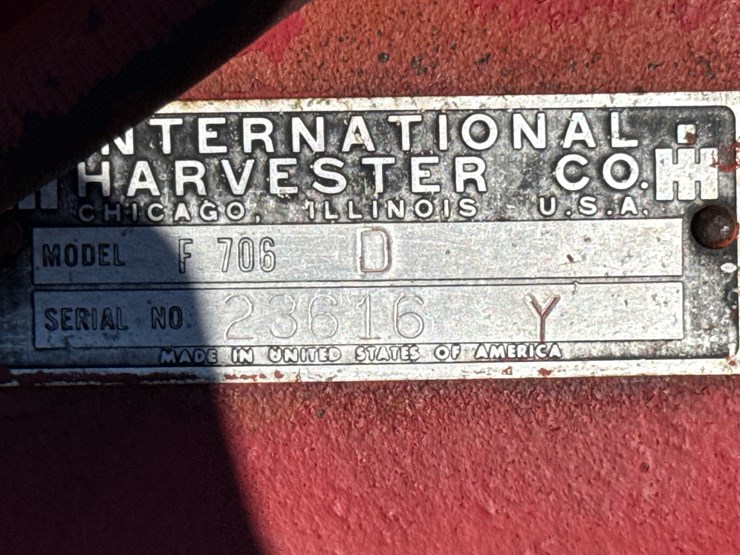 INTERNATIONAL
HARVESTER CO.
CHICAGO, ILLINOIS U.S.A.
MODEL F 706 D
SERIAL NO 23616 Y
MADE IN UNITED STATES OF AMERICA